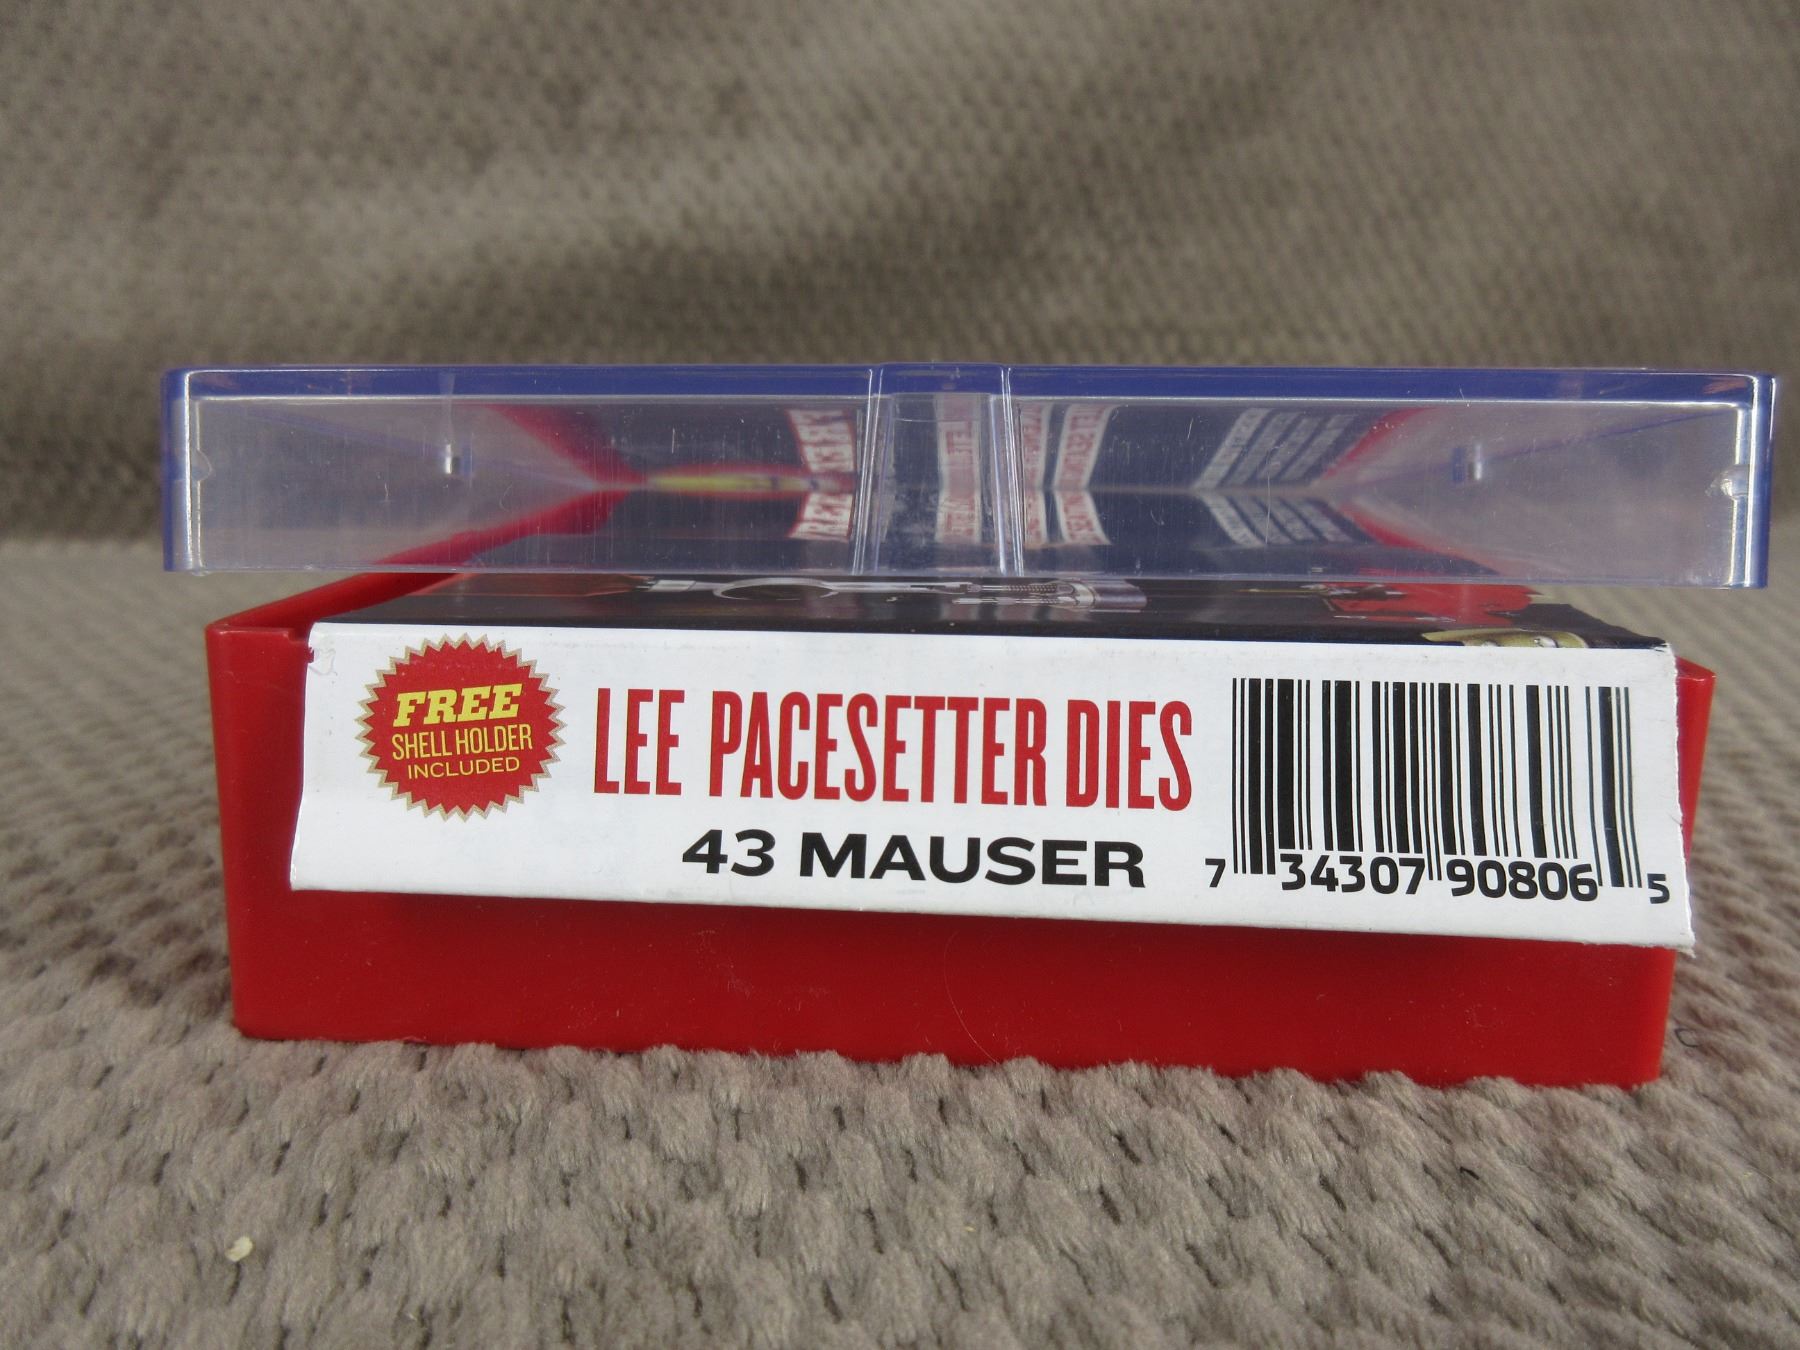 FREE
SHELL HOLDER
INCLUDED
LEE PACESETTER DIES
43 MAUSER
7 34307 90806 5